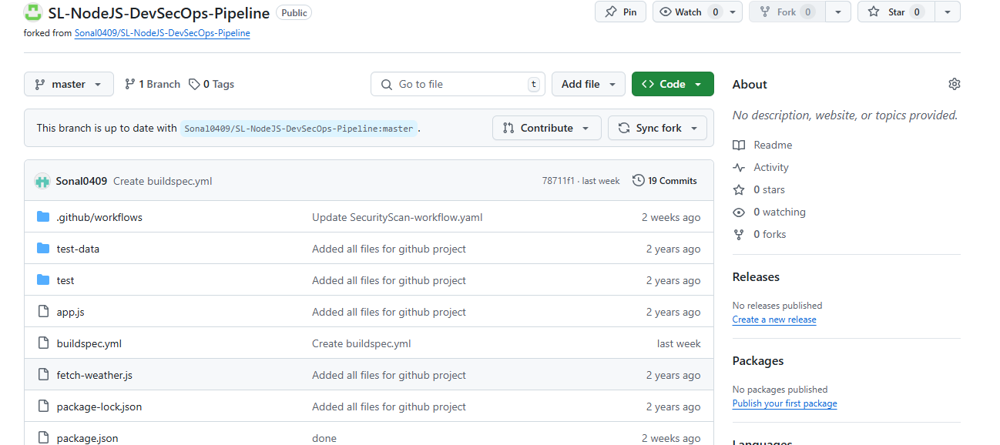 SL-NodeJS-DevSecOps-Pipeline Public Pin Watch 0 Fork 0 Star 0
forked from Sonal0409/SL-NodeJS-DevSecOps-Pipeline
master 1 Branch 0 Tags Go to file t Add file Code
This branch is up to date with Sonal0409/SL-NodeJS-DevSecOps-Pipeline:master . Contribute Sync fork
Sonal0409 Create buildspec.yml 78711f1 · last week 19 Commits
.github/workflows Update SecurityScan-workflow.yaml 2 weeks ago
test-data Added all files for github project 2 years ago
test Added all files for github project 2 years ago
app.js Added all files for github project 2 years ago
buildspec.yml Create buildspec.yml last week
fetch-weather.js Added all files for github project 2 years ago
package-lock.json Added all files for github project 2 years ago
package.json done 2 weeks ago
About
No description, website, or topics provided.
Readme
Activity
0 stars
0 watching
0 forks
Releases
No releases published
Create a new release
Packages
No packages published
Publish your first package
Languages